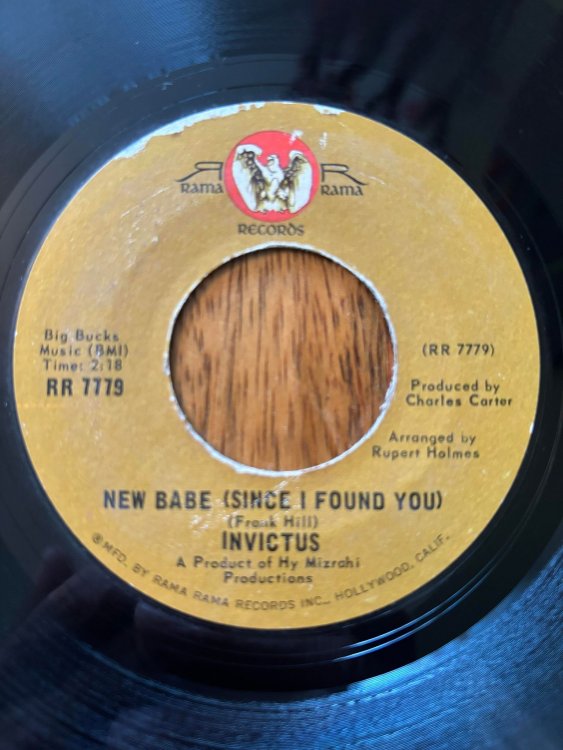 RAMA RAMA
RECORDS
Big Bucks
Music (BMI)
Time: 2:18
RR 7779
(RR 7779)
Produced by
Charles Carter
Arranged by
Rupert Holmes
NEW BABE (SINCE I FOUND YOU)
(Frank Hill)
INVICTUS
A Product of Hy Mizrahi
Productions
℗MFD. BY RAMA RAMA RECORDS INC., HOLLYWOOD, CALIF.